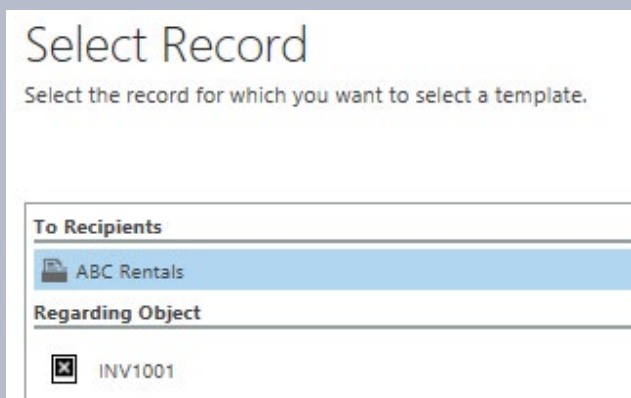 Select Record
Select the record for which you want to select a template.
To Recipients
ABC Rentals
Regarding Object
INV1001